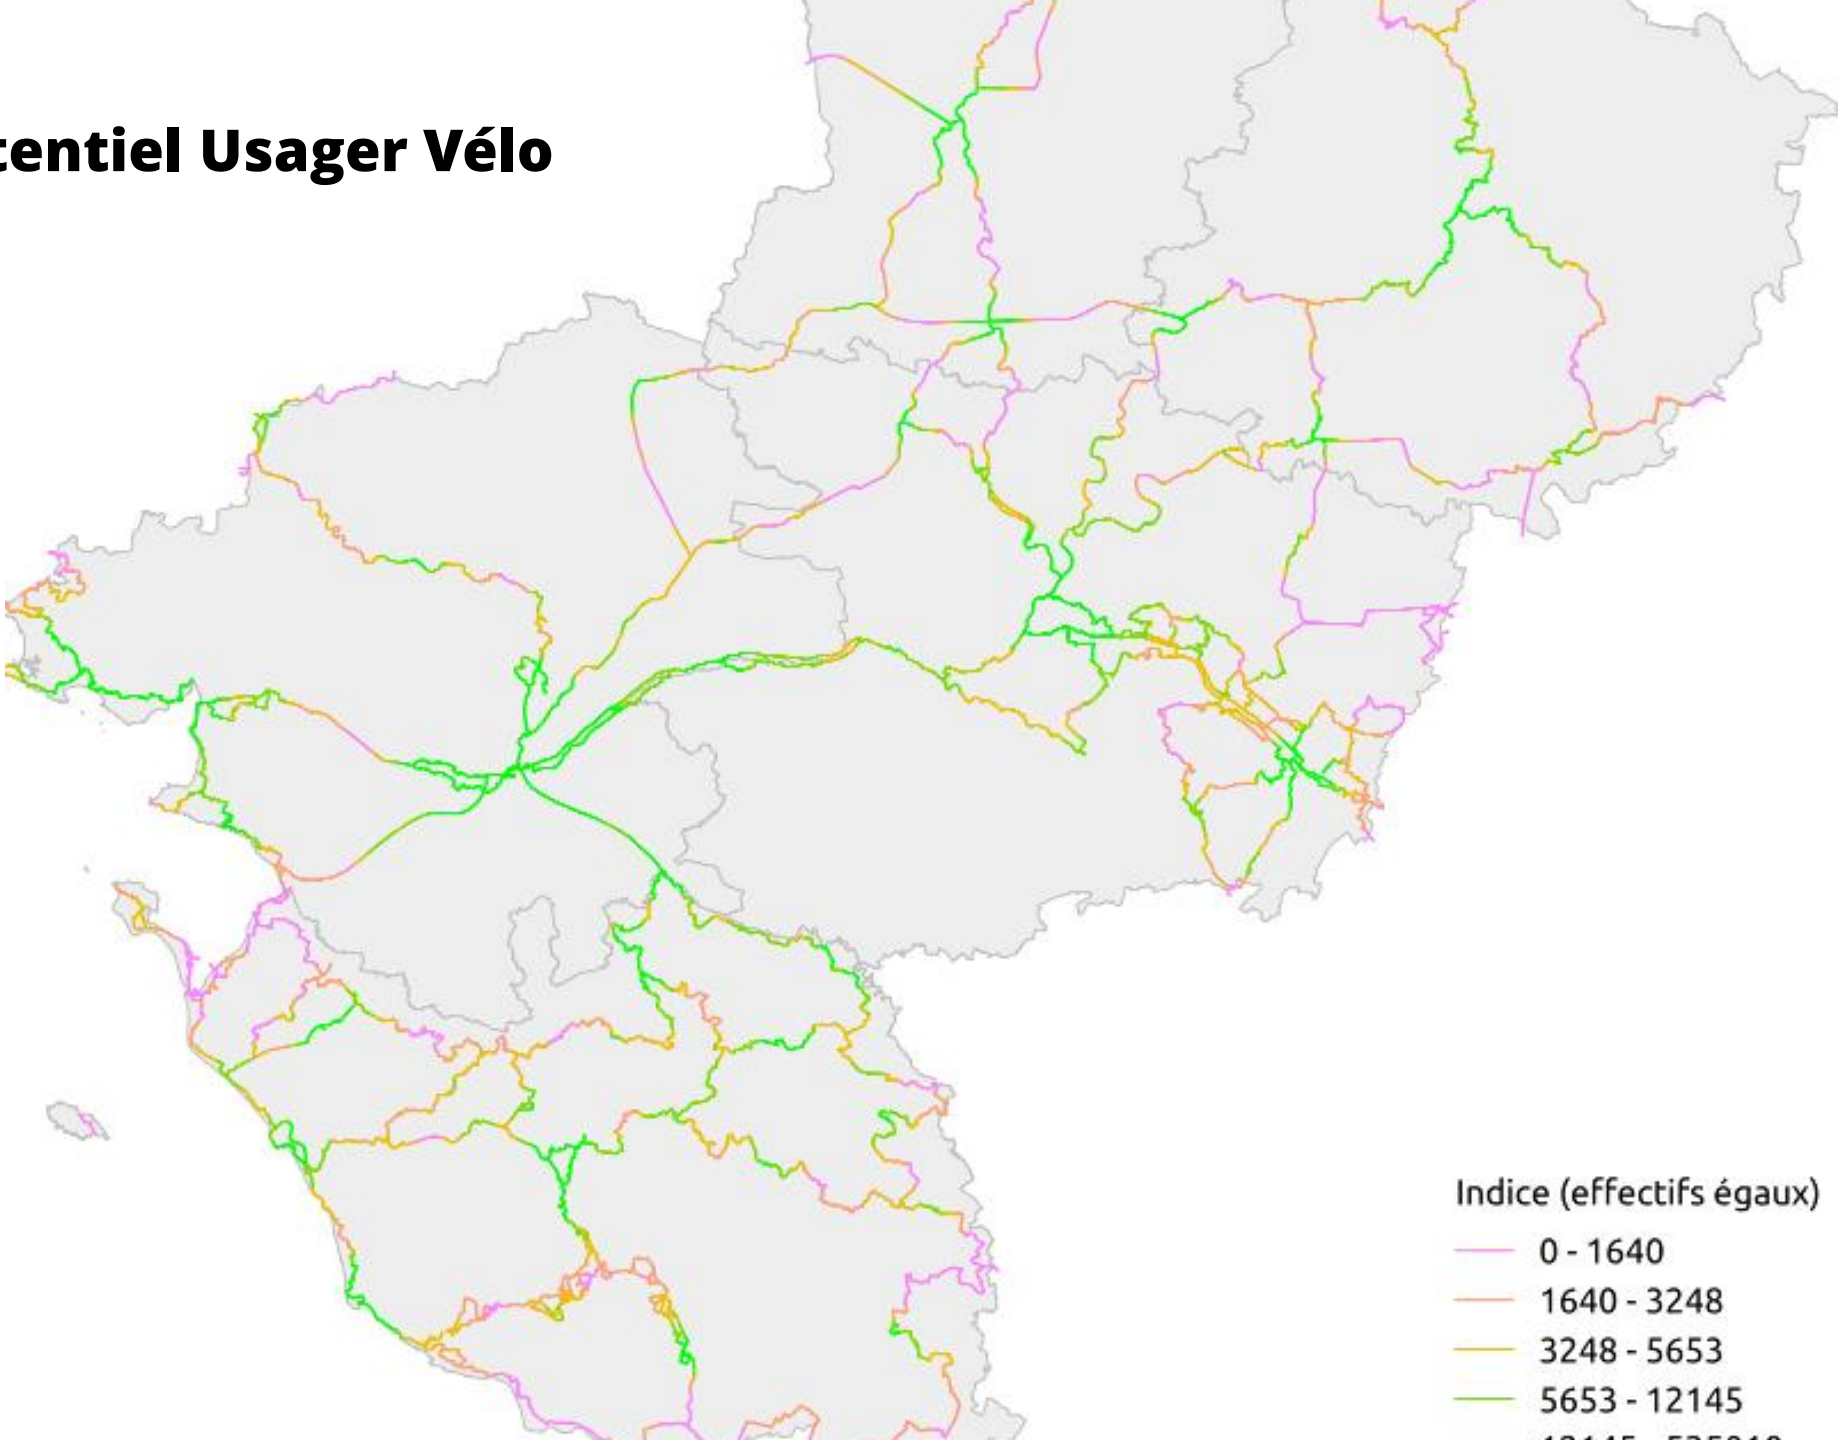 tentiel Usager Vélo
Indice (effectifs égaux)
0 - 1640
1640 - 3248
3248 - 5653
5653 - 12145